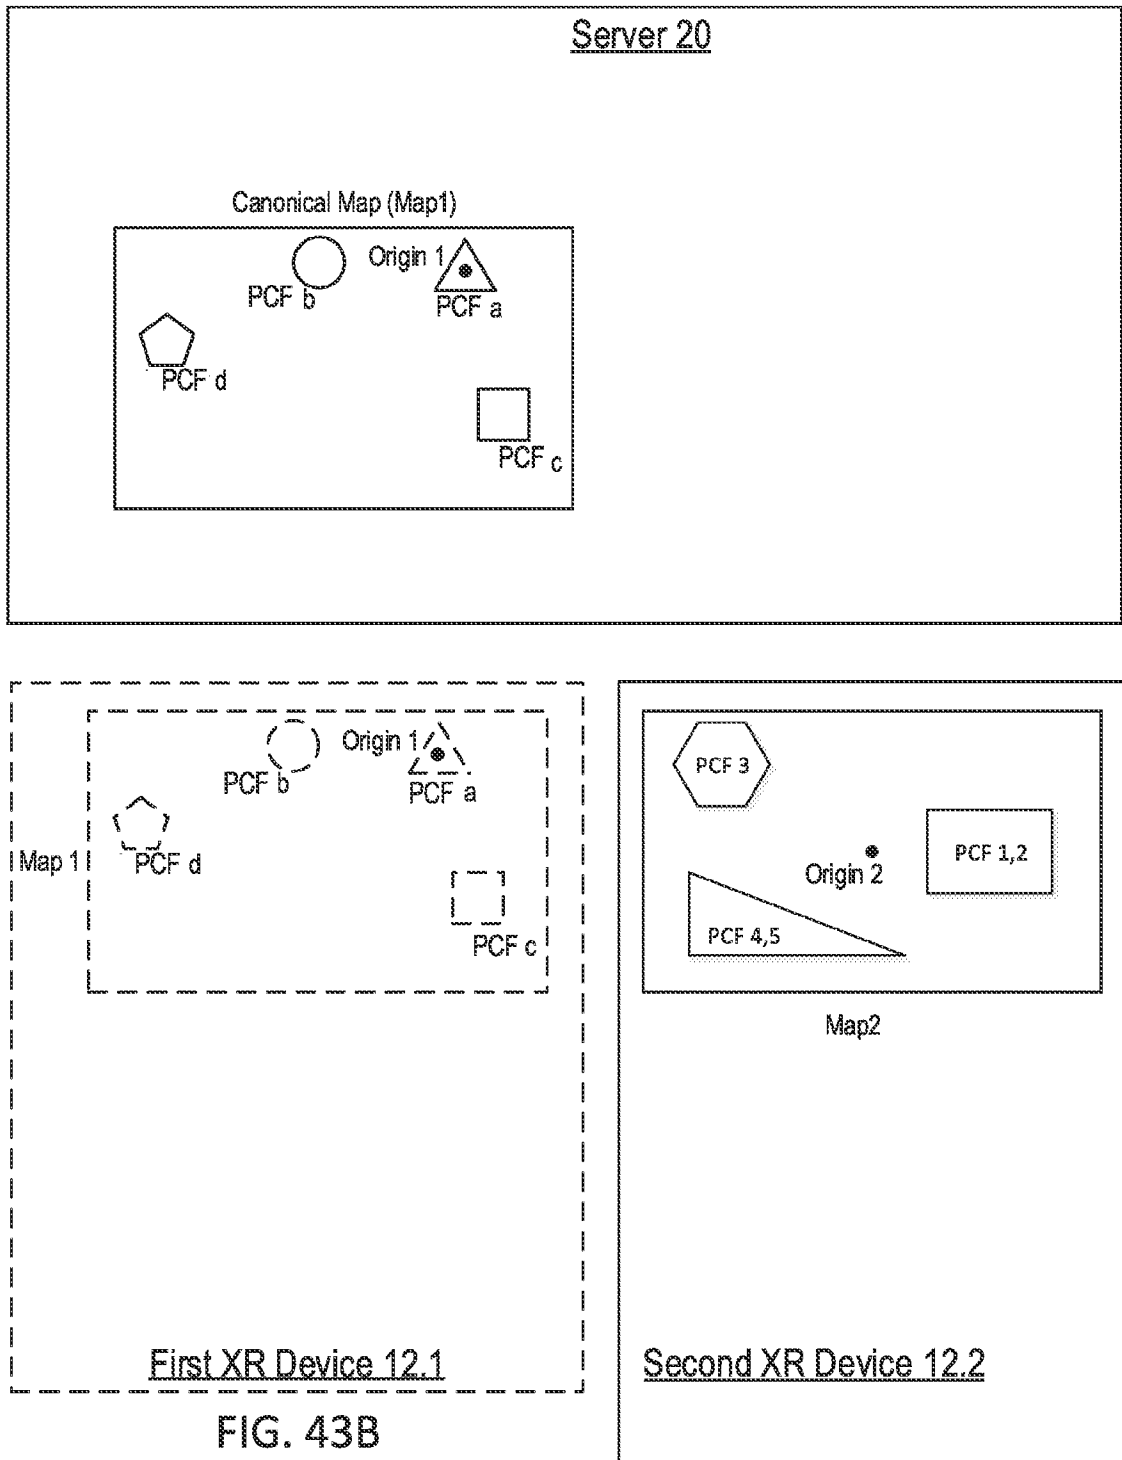 Server 20
Canonical Map (Map1)
Origin 1
PCF b
PCF a
PCF d
PCF c
Origin 1
PCF b
PCF a
Map 1
PCF d
PCF c
First XR Device 12.1
PCF 3
PCF 1,2
Origin 2
PCF 4,5
Map2
Second XR Device 12.2
FIG. 43B